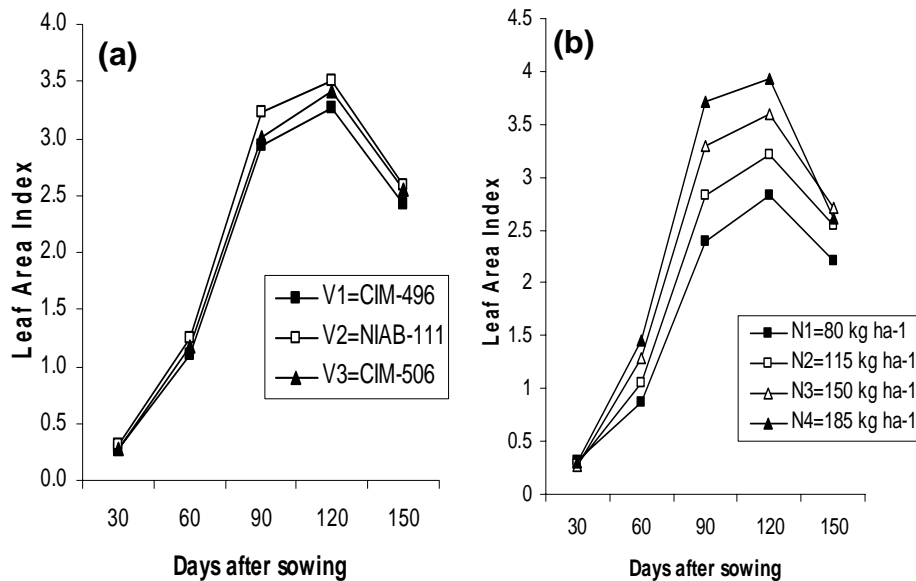 (a)
Leaf Area Index
4.0
3.5
3.0
2.5
2.0
1.5
1.0
0.5
0.0
30 60 90 120 150
Days after sowing
V1=CIM-496
V2=NIAB-111
V3=CIM-506
(b)
Leaf Area Index
4.5
4
3.5
3
2.5
2
1.5
1
0.5
0
30 60 90 120 150
Days after sowing
N1=80 kg ha-1
N2=115 kg ha-1
N3=150 kg ha-1
N4=185 kg ha-1